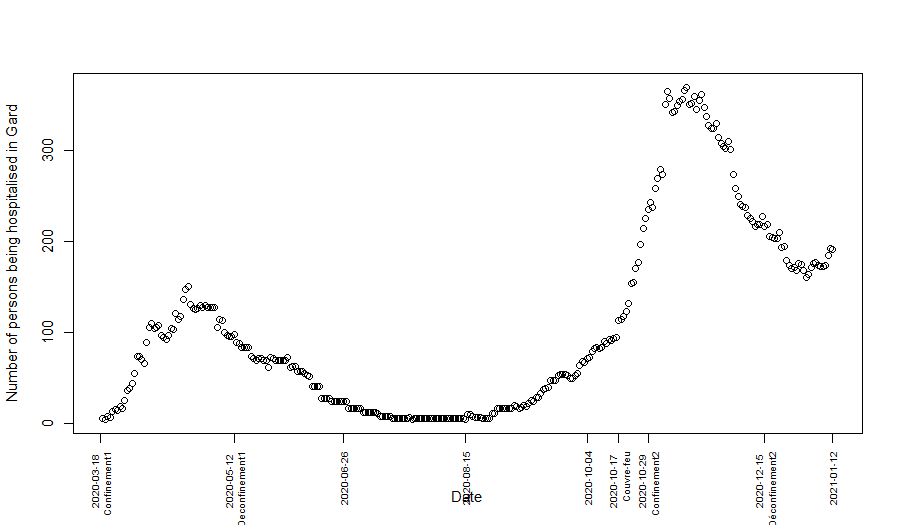 Number of persons being hospitalised in Gard
300
200
100
0
2020-03-18
Confinement1
2020-05-12
Deconfinement1
2020-06-26
2020-08-15
2020-10-04
2020-10-17
Couvre-feu
2020-10-29
Confinement2
2020-12-15
Déconfinement2
2021-01-12
Date